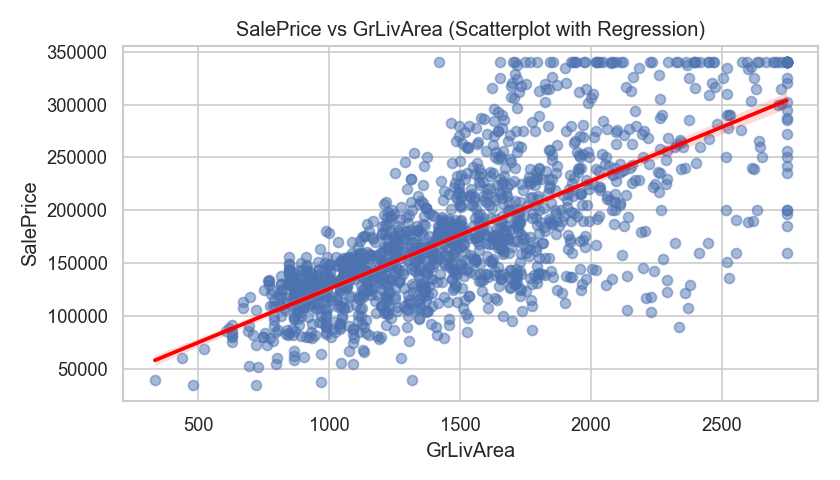 SalePrice vs GrLivArea (Scatterplot with Regression)
350000
300000
250000
200000
150000
100000
50000
SalePrice
500 1000 1500 2000 2500
GrLivArea